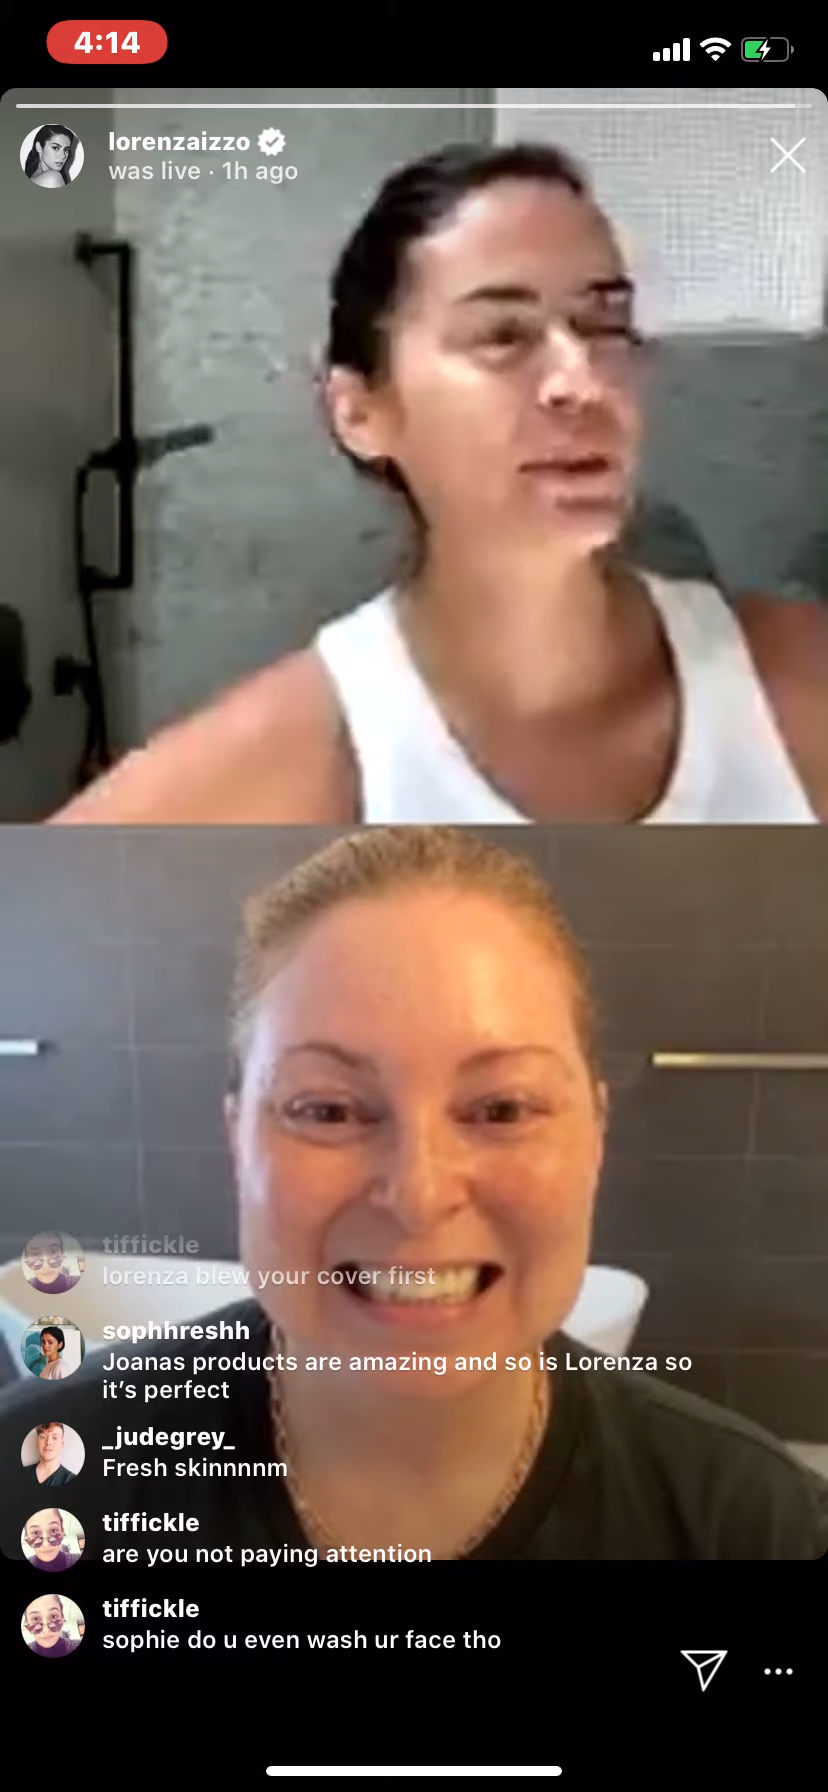 4:14
lorenzaizzo
was live · 1h ago
tiffickle
lorenza blew your cover first
sophhreshh
Joanas products are amazing and so is Lorenza so
it's perfect
_judegrey_
Fresh skinnnnm
tiffickle
are you not paying attention
tiffickle
sophie do u even wash ur face tho